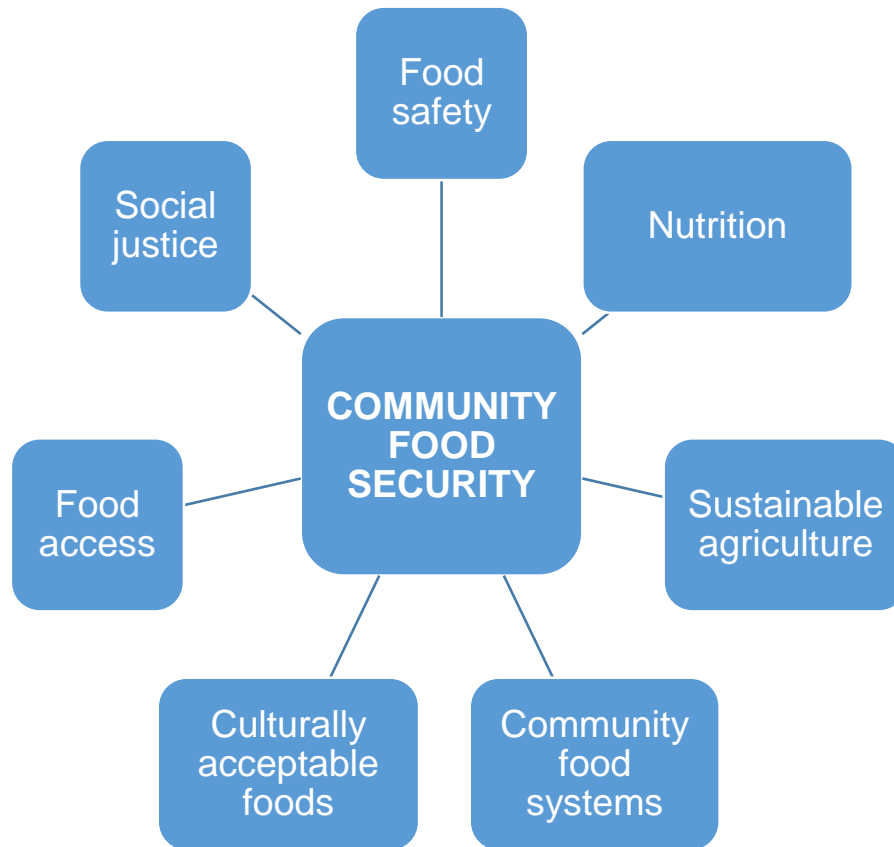 Food
safety
Social
justice
Nutrition
COMMUNITY
FOOD
SECURITY
Food
access
Sustainable
agriculture
Culturally
acceptable
foods
Community
food
systems